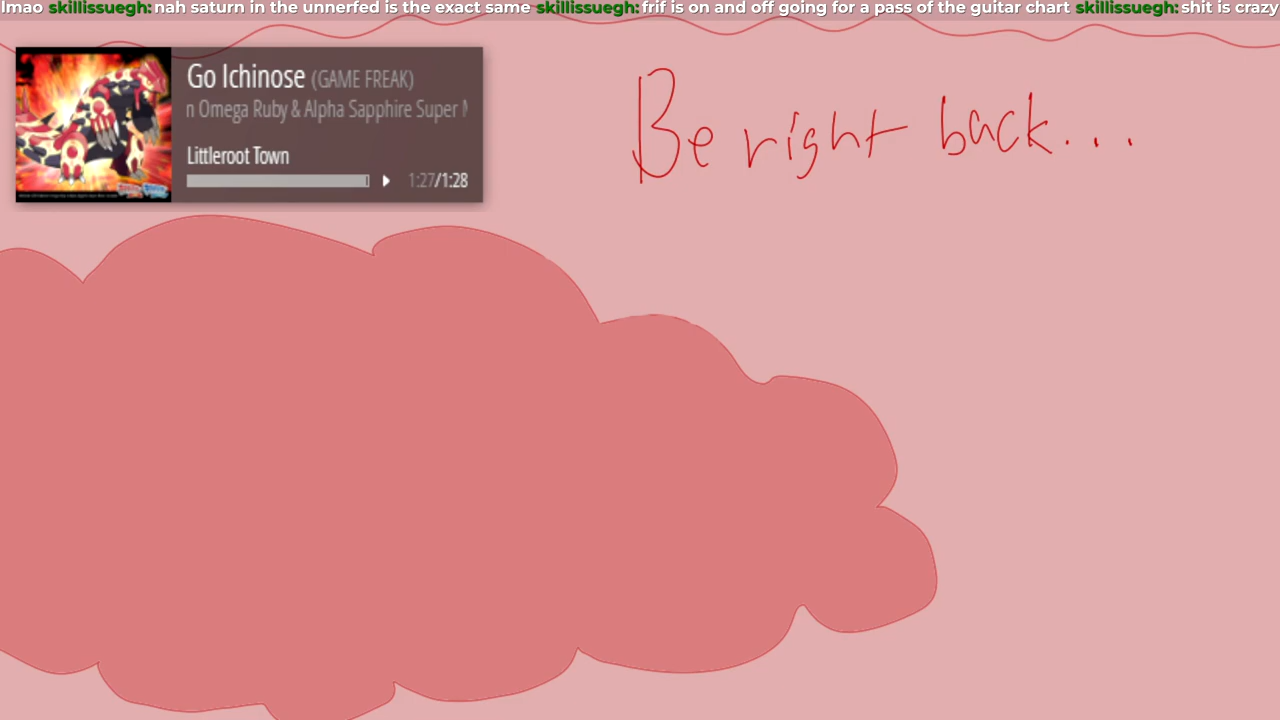 lmao skillissuegh: nah saturn in the unnerfed is the exact same skillissuegh: frif is on and off going for a pass of the guitar chart skillissuegh: shit is crazy
Go Ichinose (GAME FREAK)
n Omega Ruby & Alpha Sapphire Super
Littleroot Town
1:27/1:28
Be right back...